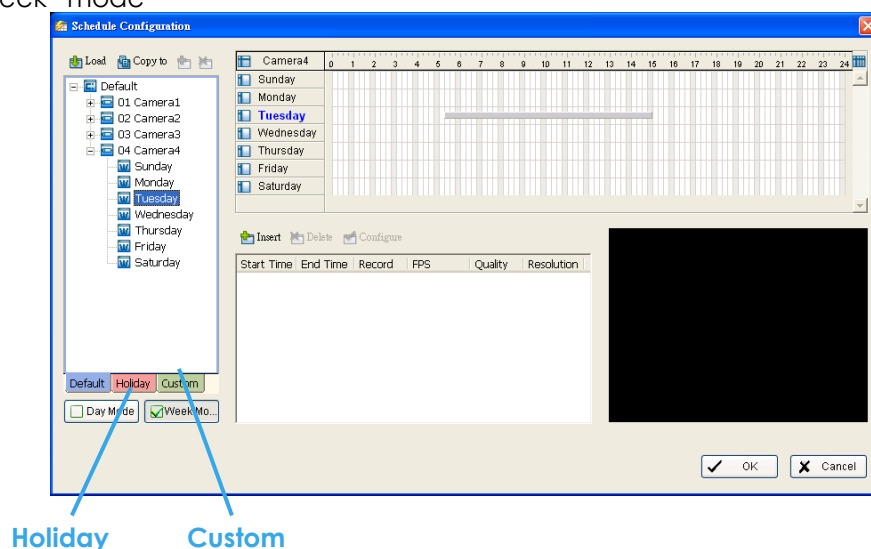 eek" mode
Schedule Configuration
Load Copy to
Default
01 Camera1
02 Camera2
03 Camera3
04 Camera4
Sunday
Monday
Tuesday
Wednesday
Thursday
Friday
Saturday
Default Holiday Custom
Day Mode Week Mo...
Camera4 0 1 2 3 4 5 6 7 8 9 10 11 12 13 14 15 16 17 18 19 20 21 22 23 24
Sunday
Monday
Tuesday
Wednesday
Thursday
Friday
Saturday
Insert Delete Configure
Start Time End Time Record FPS Quality Resolution
OK Cancel
Holiday Custom